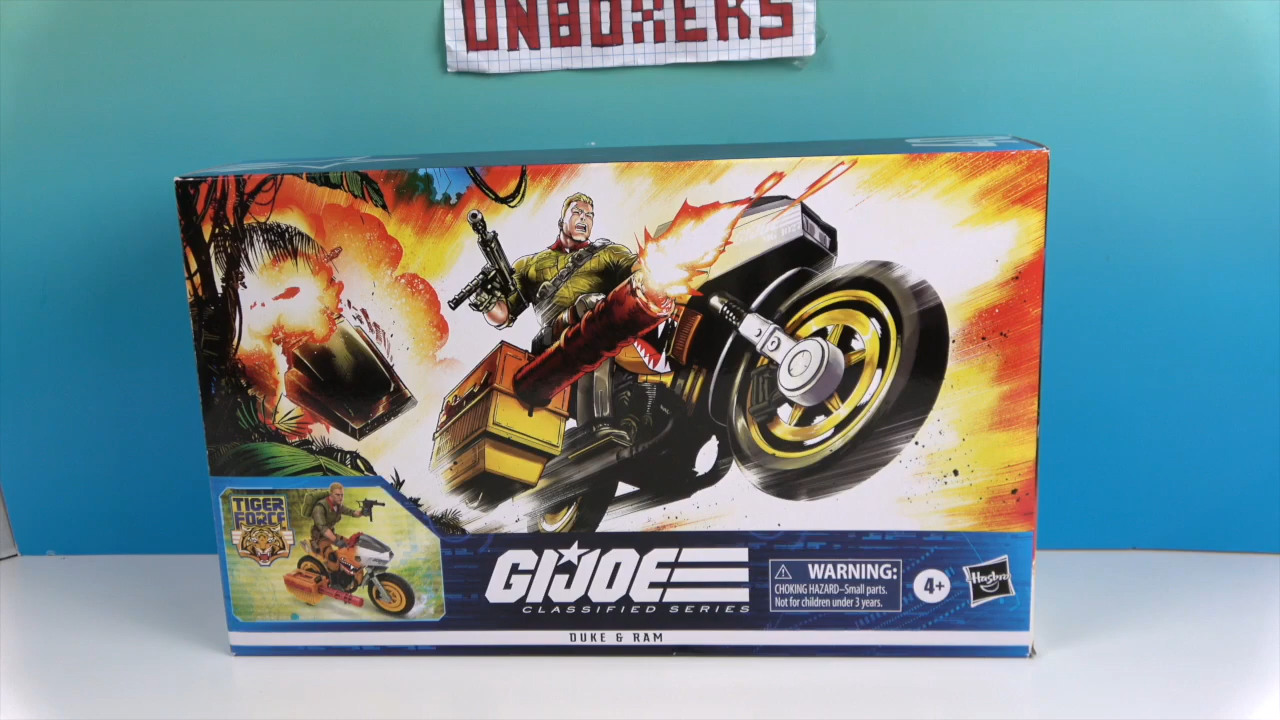 UNBOXERS
TIGER
FORCE
GI JOE
CLASSIFIED SERIES
WARNING:
CHOKING HAZARD–Small parts.
Not for children under 3 years.
4+
Hasbro
DUKE & RAM